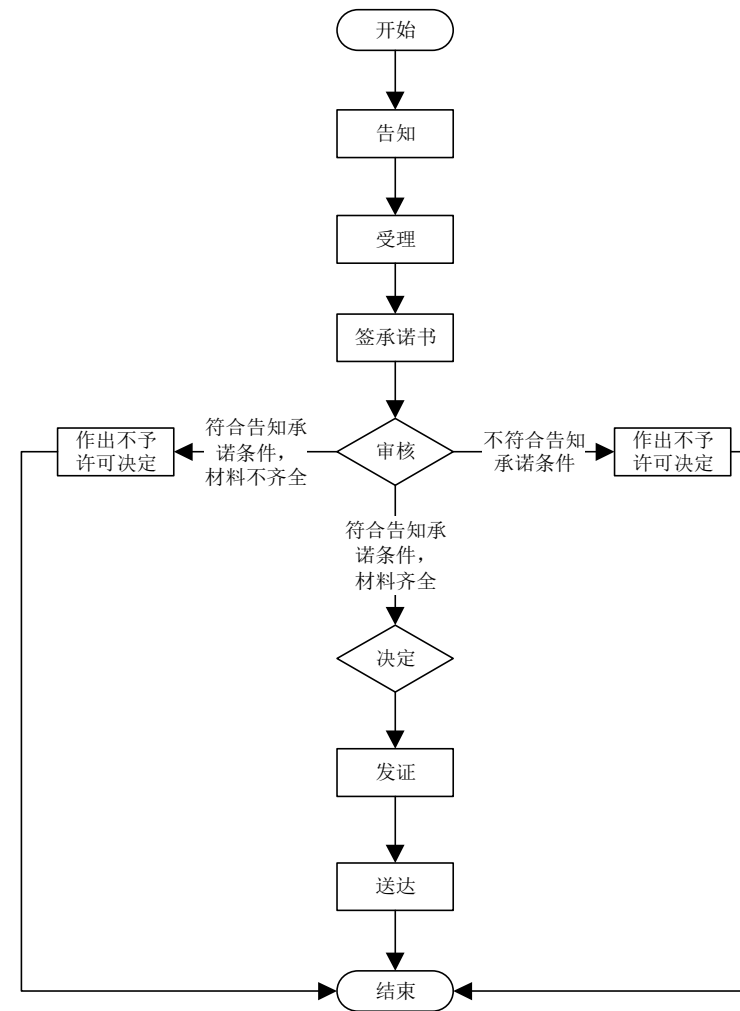 开始
告知
受理
签承诺书
作出不予
许可决定
符合告知承
诺条件，
材料不齐全
审核
不符合告知
承诺条件
作出不予
许可决定
符合告知承
诺条件，
材料齐全
决定
发证
送达
结束